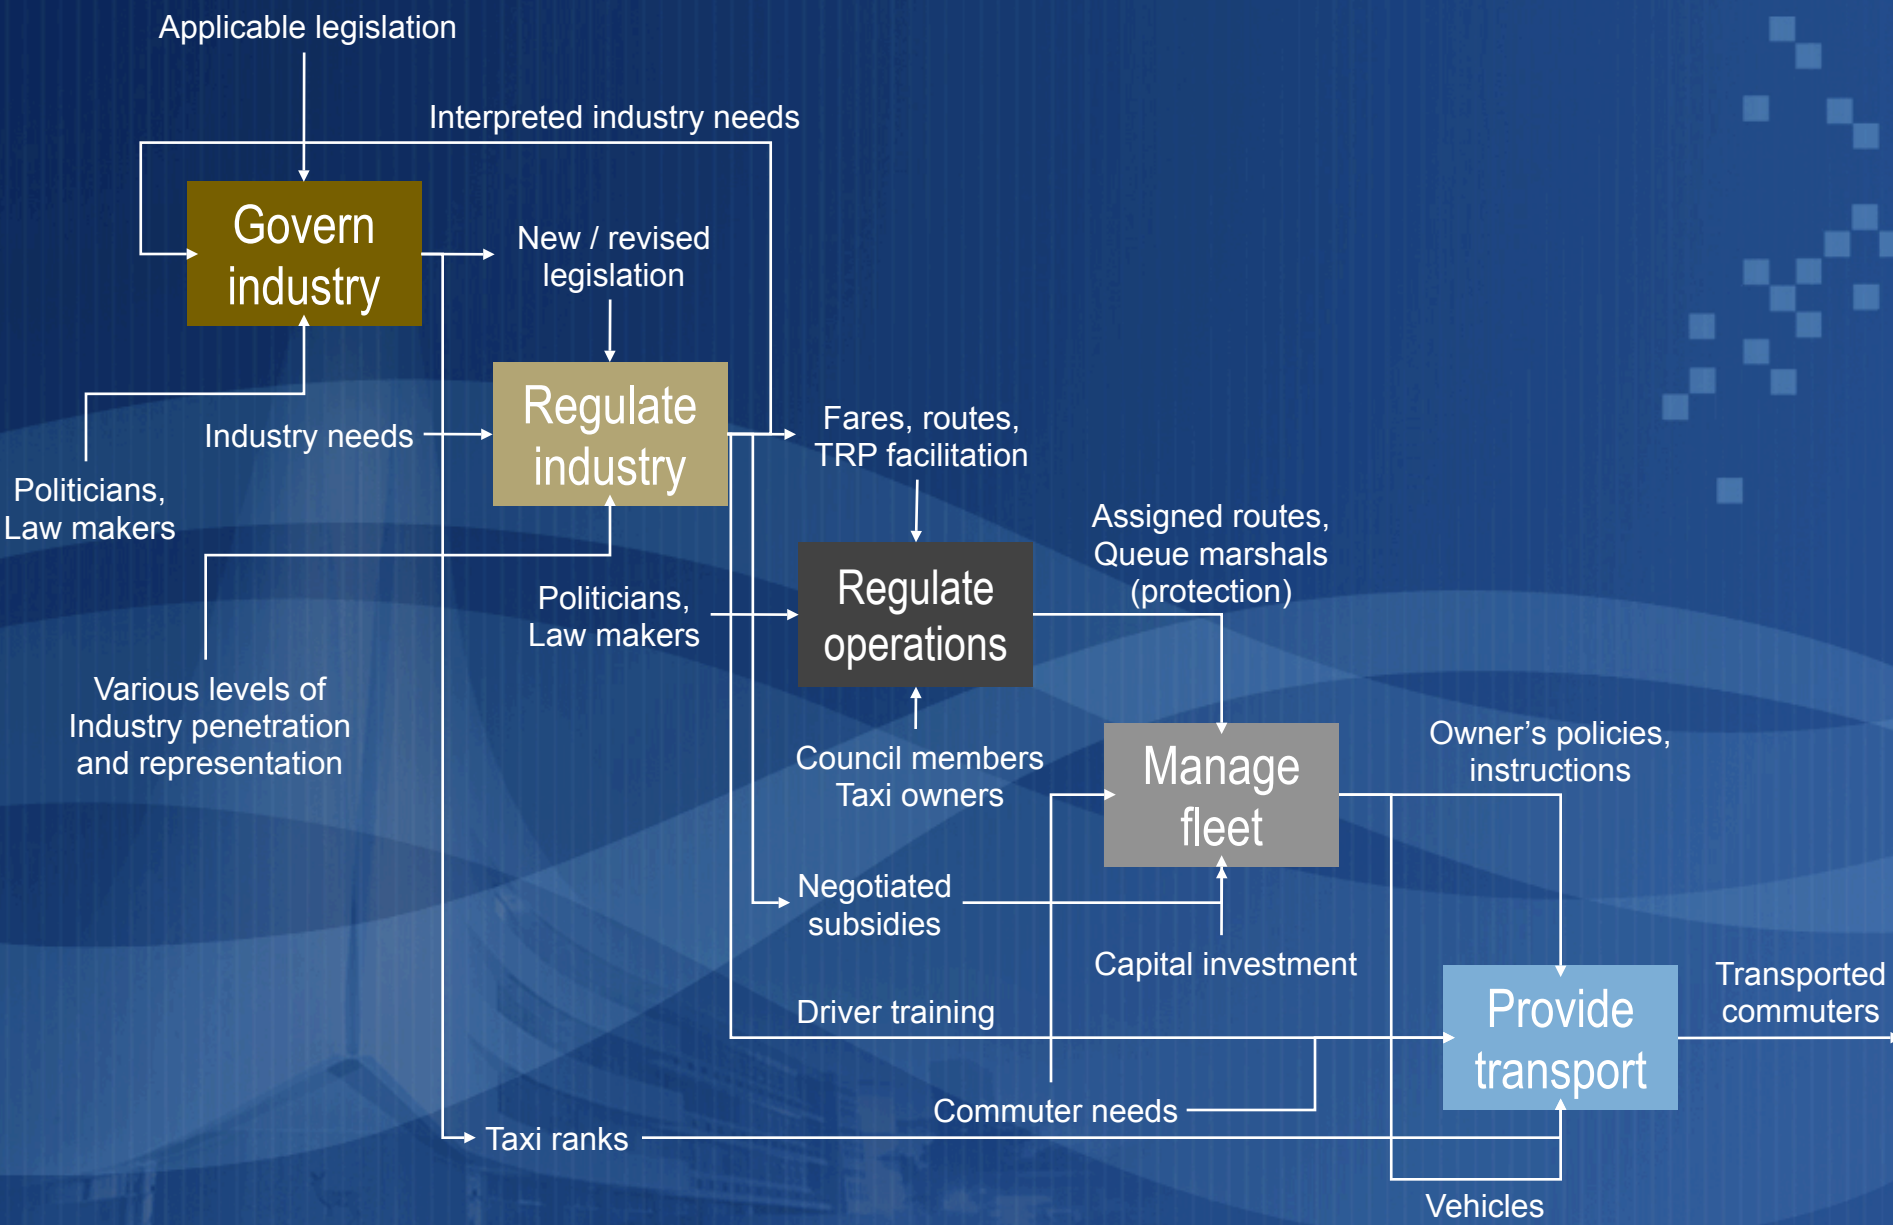 Applicable legislation
Interpreted industry needs
Govern
industry
New / revised
legislation
Regulate
industry
Industry needs
Politicians,
Law makers
Fares, routes,
TRP facilitation
Assigned routes,
Queue marshals
(protection)
Regulate
operations
Politicians,
Law makers
Various levels of
Industry penetration
and representation
Council members
Taxi owners
Manage
fleet
Owner’s policies,
instructions
Negotiated
subsidies
Capital investment
Driver training
Provide
transport
Transported
commuters
Commuter needs
Taxi ranks
Vehicles